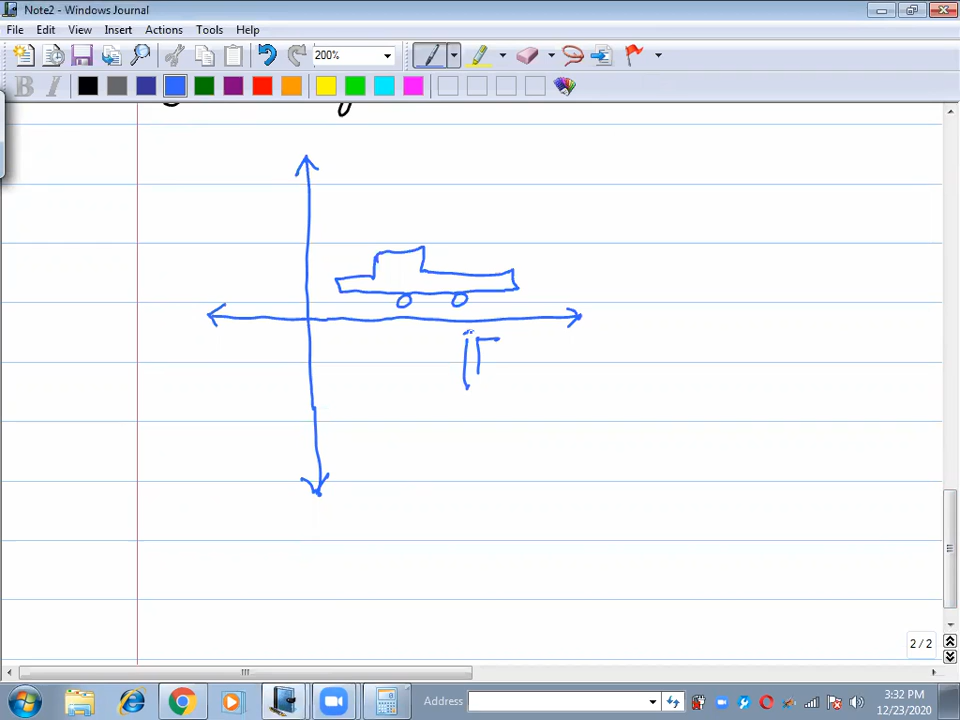 Note2 - Windows Journal
File Edit View Insert Actions Tools Help
200%
B I
2 / 2
Address
3:32 PM
12/23/2020